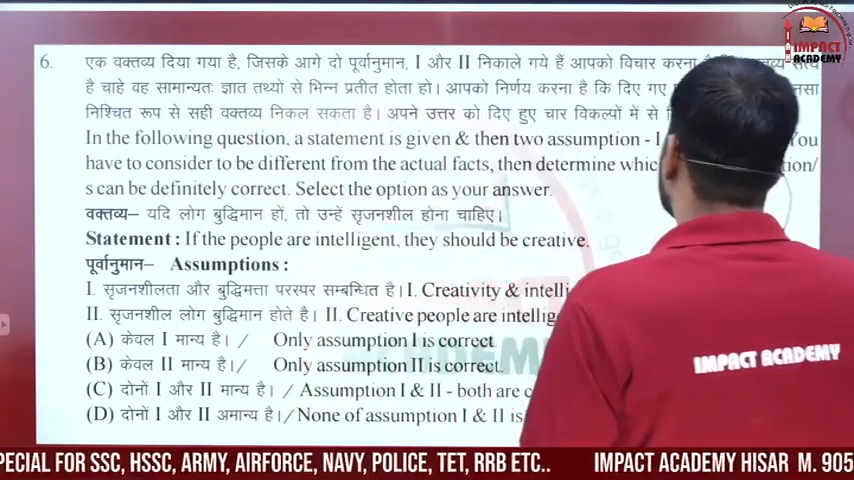 6. एक वक्तव्य दिया गया है, जिसके आगे दो पूर्वानुमान, I और II निकाले गये हैं आपको विचार करना
है चाहे वह सामान्यतः ज्ञात तथ्यों से भिन्न प्रतीत होता हो। आपको निर्णय करना है कि दिए गए
निश्चित रूप से सही वक्तव्य निकल सकता है। अपने उत्तर को दिए हुए चार विकल्पों में से
In the following question, a statement is given & then two assumption - I You
have to consider to be different from the actual facts, then determine
s can be definitely correct. Select the option as your answer.
वक्तव्य– यदि लोग बुद्धिमान हों, तो उन्हें सृजनशील होना चाहिए।
Statement : If the people are intelligent, they should be creative.
पूर्वानुमान– Assumptions :
I. सृजनशीलता और बुद्धिमत्ता परस्पर सम्बन्धित है। I. Creativity &
II. सृजनशील लोग बुद्धिमान होते है। II. Creative people are
(A) केवल I मान्य है। / Only assumption I is correct
(B) केवल II मान्य है। / Only assumption II is correct.
(C) दोनों I और II मान्य है। / Assumption I & II - both are
(D) दोनों I और II अमान्य है। / None of assumption I & II is
IMPACT
ACADEMY
IMPACT ACADEMY
PECIAL FOR SSC, HSSC, ARMY, AIRFORCE, NAVY, POLICE, TET, RRB ETC.. IMPACT ACADEMY HISAR M. 905